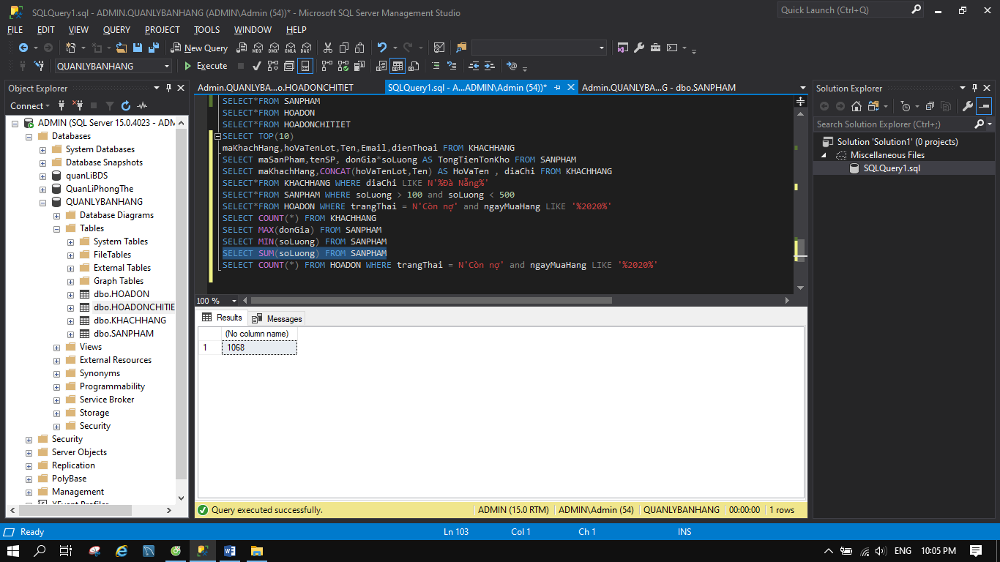 SQLQuery1.sql - ADMIN.QUANLYBANHANG (ADMIN\Admin (54))* - Microsoft SQL Server Management Studio
Quick Launch (Ctrl+Q)
FILE EDIT VIEW QUERY PROJECT TOOLS WINDOW HELP
New Query MDX DMX XMLA DAX
QUANLYBANHANG Execute
Object Explorer
Connect
ADMIN (SQL Server 15.0.4023 - ADM
Databases
System Databases
Database Snapshots
quanLiBDS
QuanLiPhongThe
QUANLYBANHANG
Database Diagrams
Tables
System Tables
FileTables
External Tables
Graph Tables
dbo.HOADON
dbo.HOADONCHITIE
dbo.KHACHHANG
dbo.SANPHAM
Views
External Resources
Synonyms
Programmability
Service Broker
Storage
Security
Security
Server Objects
Replication
PolyBase
Management
XEvent Profiler
Admin.QUANLYBA...o.HOADONCHITIET SQLQuery1.sql - A...ADMIN\Admin (54))* Admin.QUANLYBA...G - dbo.SANPHAM
SELECT*FROM SANPHAM
SELECT*FROM HOADON
SELECT*FROM HOADONCHITIET
SELECT TOP(10)
maKhachHang,hoVaTenLot,Ten,Email,dienThoai FROM KHACHHANG
SELECT maSanPham,tenSP, donGia*soLuong AS TongTienTonKho FROM SANPHAM
SELECT maKhachHang,CONCAT(hoVaTenLot,Ten) AS HoVaTen , diaChi FROM KHACHHANG
SELECT*FROM KHACHHANG WHERE diaChi LIKE N'%Đà Nẵng%'
SELECT*FROM SANPHAM WHERE soLuong > 100 and soLuong < 500
SELECT*FROM HOADON WHERE trangThai = N'Còn nợ' and ngayMuaHang LIKE '%2020%'
SELECT COUNT(*) FROM KHACHHANG
SELECT MAX(donGia) FROM SANPHAM
SELECT MIN(soLuong) FROM SANPHAM
SELECT SUM(soLuong) FROM SANPHAM
SELECT COUNT(*) FROM HOADON WHERE trangThai = N'Còn nợ' and ngayMuaHang LIKE '%2020%'
100 %
Results Messages
(No column name)
1 1068
Query executed successfully. ADMIN (15.0 RTM) ADMIN\Admin (54) QUANLYBANHANG 00:00:00 1 rows
Solution Explorer
Search Solution Explorer (Ctrl+;)
Solution 'Solution1' (0 projects)
Miscellaneous Files
SQLQuery1.sql
Ready Ln 103 Col 1 Ch 1 INS
ENG 10:05 PM